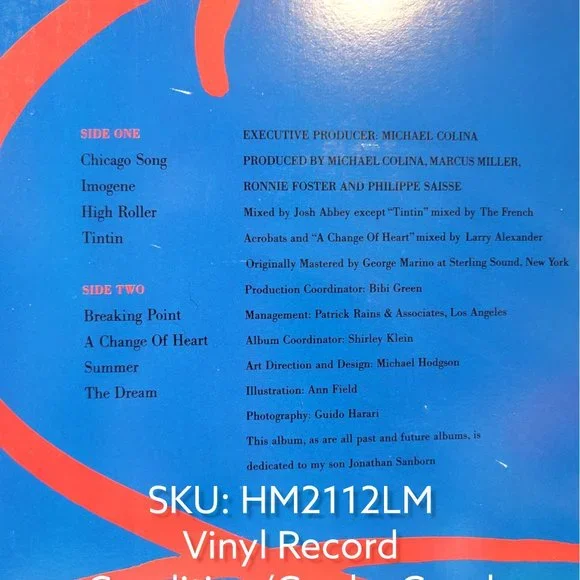 SIDE ONE
Chicago Song
Imogene
High Roller
Tintin
SIDE TWO
Breaking Point
A Change Of Heart
Summer
The Dream
EXECUTIVE PRODUCER: MICHAEL COLINA
PRODUCED BY MICHAEL COLINA, MARCUS MILLER,
RONNIE FOSTER AND PHILIPPE SAISSE
Mixed by Josh Abbey except "Tintin" mixed by The French
Acrobats and "A Change Of Heart" mixed by Larry Alexander
Originally Mastered by George Marino at Sterling Sound, New York
Production Coordinator: Bibi Green
Management: Patrick Rains & Associates, Los Angeles
Album Coordinator: Shirley Klein
Art Direction and Design: Michael Hodgson
Illustration: Ann Field
Photography: Guido Harari
This album, as are all past and future albums, is
dedicated to my son Jonathan Sanborn
SKU: HM2112LM
Vinyl Record